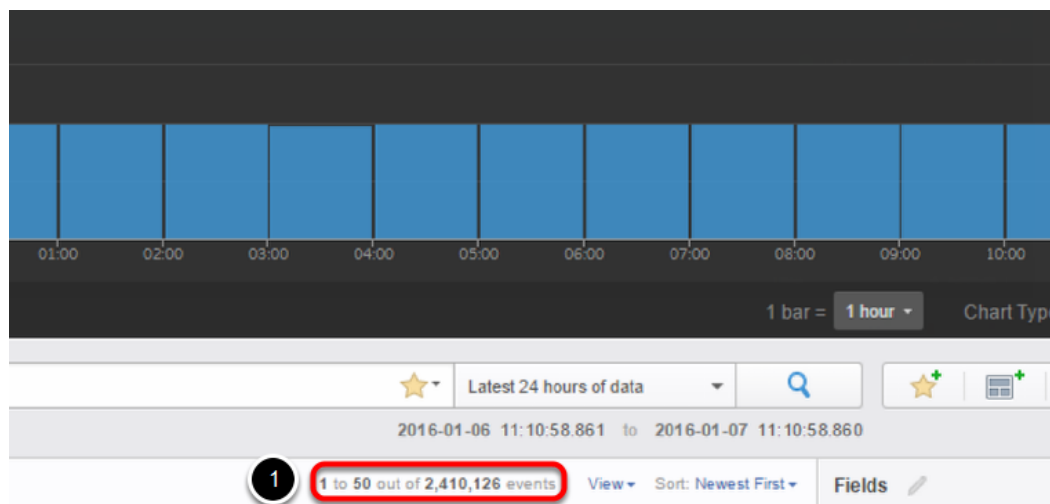 01:00 02:00 03:00 04:00 05:00 06:00 07:00 08:00 09:00 10:00
1 bar = 1 hour Chart Typ
Latest 24 hours of data
2016-01-06 11:10:58.861 to 2016-01-07 11:10:58.860
1 1 to 50 out of 2,410,126 events View Sort: Newest First Fields